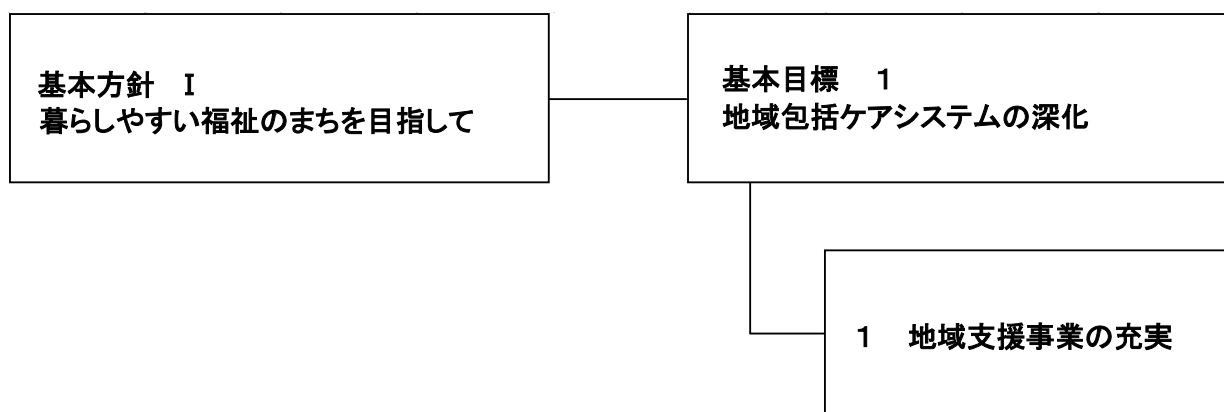 基本方針　Ⅰ
暮らしやすい福祉のまちを目指して
基本目標　１
地域包括ケアシステムの深化
１　地域支援事業の充実